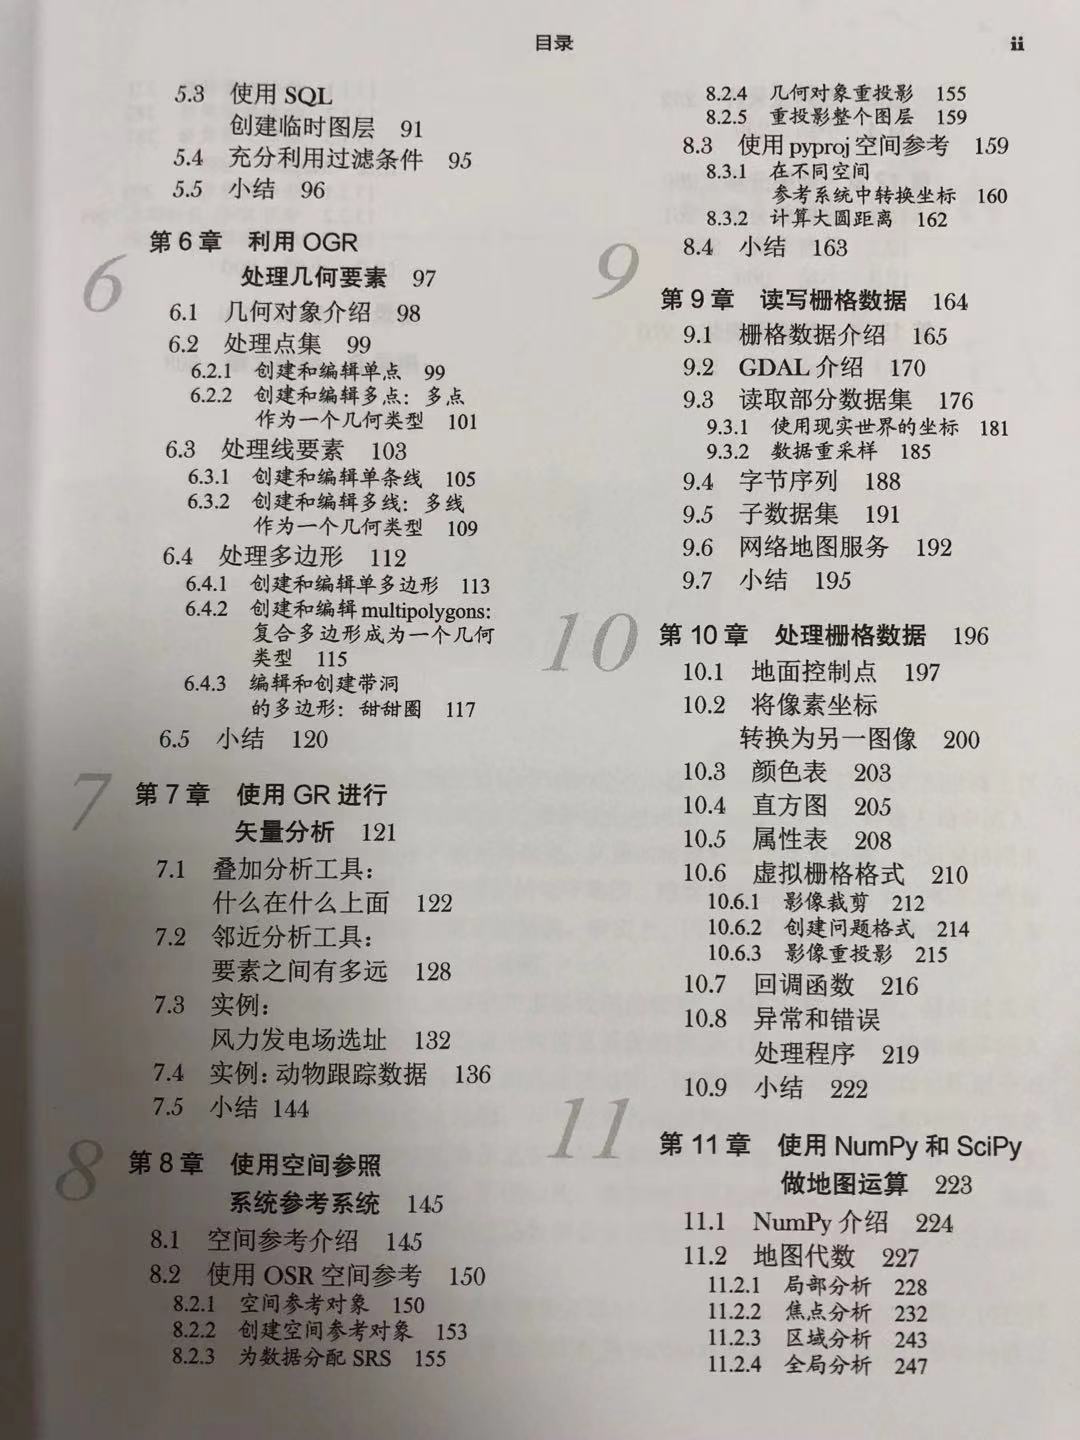 目录
ii
5.3 使用 SQL
创建临时图层 91
5.4 充分利用过滤条件 95
5.5 小结 96
6
第 6 章 利用 OGR
处理几何要素 97
6.1 几何对象介绍 98
6.2 处理点集 99
6.2.1 创建和编辑单点 99
6.2.2 创建和编辑多点：多点
作为一个几何类型 101
6.3 处理线要素 103
6.3.1 创建和编辑单条线 105
6.3.2 创建和编辑多线：多线
作为一个几何类型 109
6.4 处理多边形 112
6.4.1 创建和编辑单多边形 113
6.4.2 创建和编辑 multipolygons:
复合多边形成为一个几何
类型 115
6.4.3 编辑和创建带洞
的多边形：甜甜圈 117
6.5 小结 120
7
第 7 章 使用 GR 进行
矢量分析 121
7.1 叠加分析工具：
什么在什么上面 122
7.2 邻近分析工具：
要素之间有多远 128
7.3 实例：
风力发电场选址 132
7.4 实例：动物跟踪数据 136
7.5 小结 144
8
第 8 章 使用空间参照
系统参考系统 145
8.1 空间参考介绍 145
8.2 使用 OSR 空间参考 150
8.2.1 空间参考对象 150
8.2.2 创建空间参考对象 153
8.2.3 为数据分配 SRS 155
8.2.4 几何对象重投影 155
8.2.5 重投影整个图层 159
8.3 使用 pyproj 空间参考 159
8.3.1 在不同空间
参考系统中转换坐标 160
8.3.2 计算大圆距离 162
8.4 小结 163
9
第 9 章 读写栅格数据 164
9.1 栅格数据介绍 165
9.2 GDAL 介绍 170
9.3 读取部分数据集 176
9.3.1 使用现实世界的坐标 181
9.3.2 数据重采样 185
9.4 字节序列 188
9.5 子数据集 191
9.6 网络地图服务 192
9.7 小结 195
10
第 10 章 处理栅格数据 196
10.1 地面控制点 197
10.2 将像素坐标
转换为另一图像 200
10.3 颜色表 203
10.4 直方图 205
10.5 属性表 208
10.6 虚拟栅格格式 210
10.6.1 影像裁剪 212
10.6.2 创建问题格式 214
10.6.3 影像重投影 215
10.7 回调函数 216
10.8 异常和错误
处理程序 219
10.9 小结 222
11
第 11 章 使用 NumPy 和 SciPy
做地图运算 223
11.1 NumPy 介绍 224
11.2 地图代数 227
11.2.1 局部分析 228
11.2.2 焦点分析 232
11.2.3 区域分析 243
11.2.4 全局分析 247